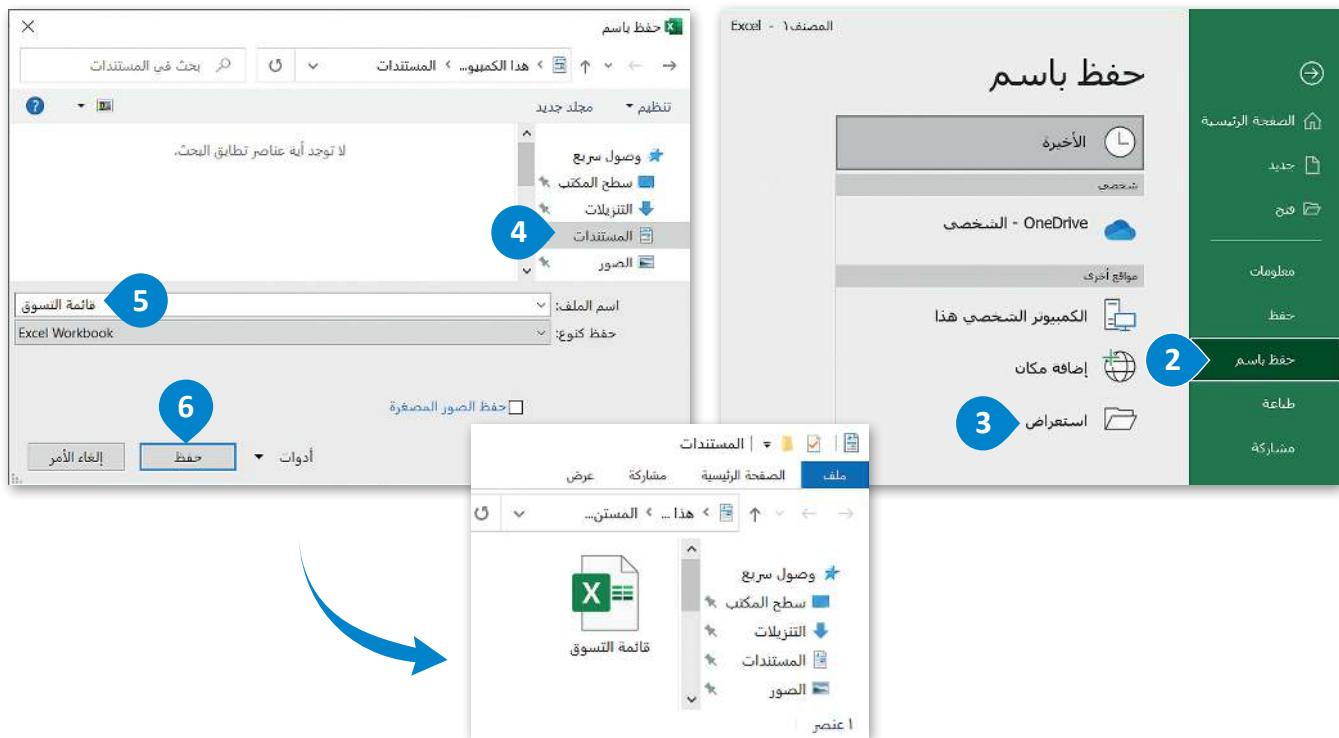 المصنف١ - Excel
حفظ باسم
الصفحة الرئيسية
جديد
فتح
معلومات
حفظ
حفظ باسم
طباعة
مشاركة
2
الأخيرة
شخصي
OneDrive - الشخصي
مواقع أخرى
الكمبيوتر الشخصي هذا
إضافة مكان
استعراض
3
حفظ باسم
هذا الكمبيو... › المستندات
بحث في المستندات
تنظيم
مجلد جديد
لا توجد أية عناصر تطابق البحث.
وصول سريع
سطح المكتب
التنزيلات
المستندات
4
الصور
اسم الملف:
قائمة التسوق
5
حفظ كنوع:
Excel Workbook
حفظ الصور المصغرة
6
أدوات
حفظ
إلغاء الأمر
المستندات
ملف الصفحة الرئيسية مشاركة عرض
هذا ... › المستن...
وصول سريع
سطح المكتب
التنزيلات
المستندات
الصور
قائمة التسوق
١ عنصر